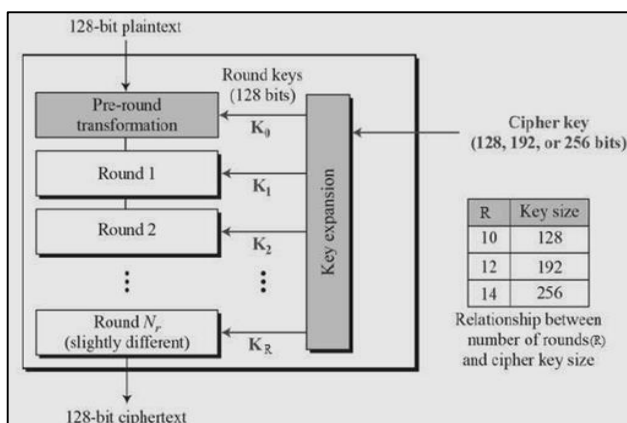 128-bit plaintext
Round keys
(128 bits)
Pre-round
transformation
K0
Cipher key
(128, 192, or 256 bits)
Round 1
K1
Round 2
K2
Key expansion
R Key size
10 128
12 192
14 256
Round Nr
(slightly different)
KR
Relationship between
number of rounds(R)
and cipher key size
128-bit ciphertext